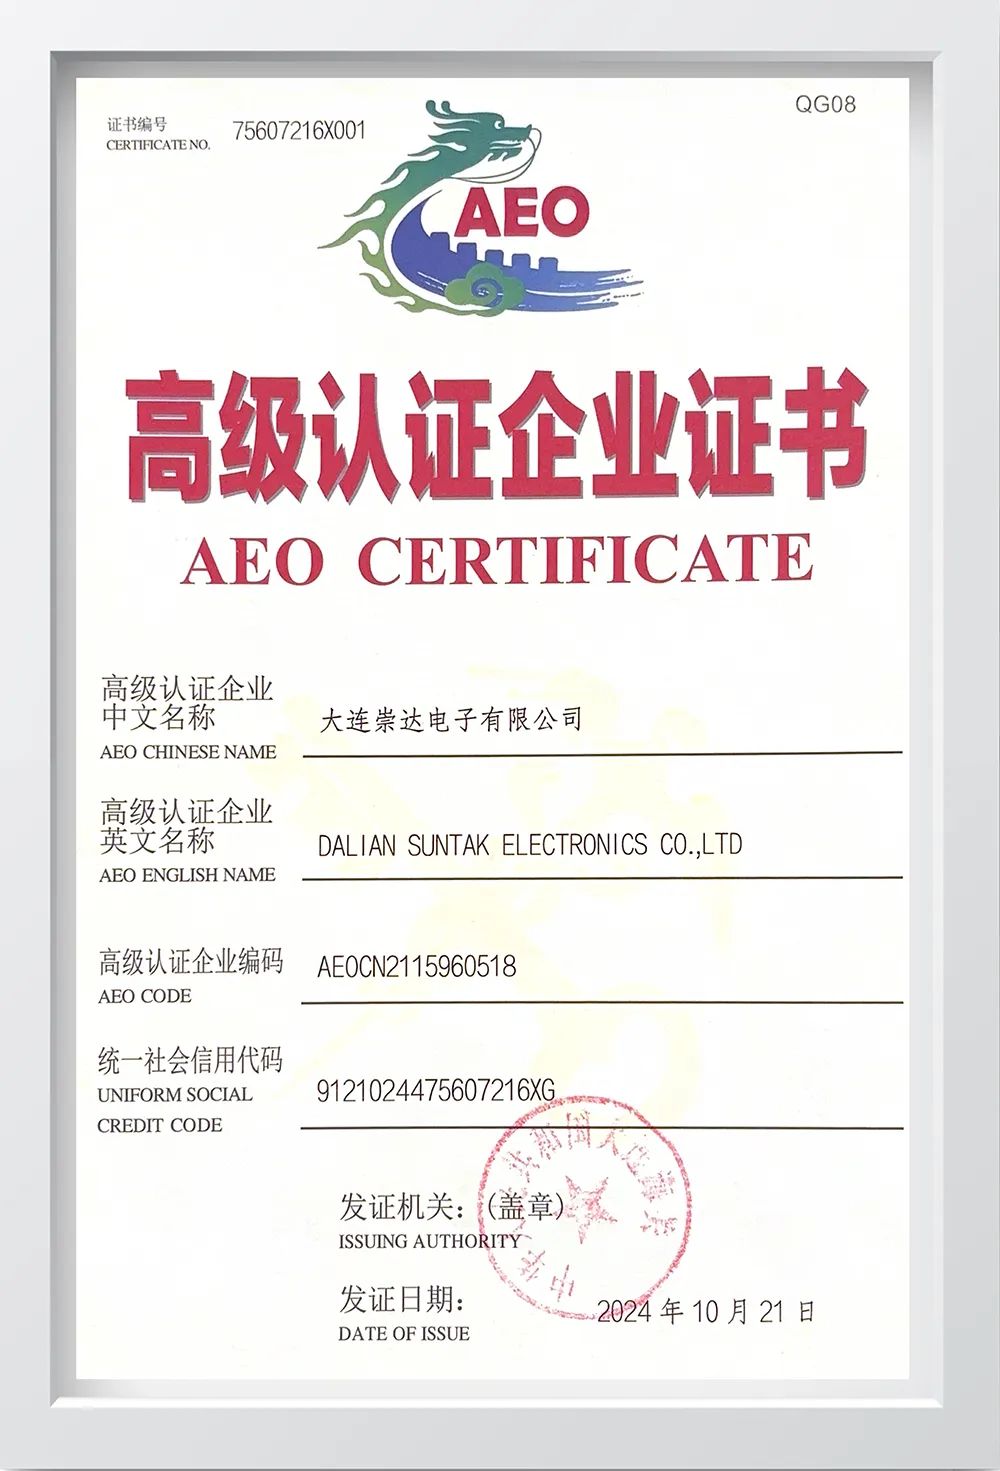 证书编号
CERTIFICATE NO.
75607216X001
QG08
AEO
高级认证企业证书
AEO CERTIFICATE
高级认证企业
中文名称
AEO CHINESE NAME
大连崇达电子有限公司
高级认证企业
英文名称
AEO ENGLISH NAME
DALIAN SUNTAK ELECTRONICS CO.,LTD
高级认证企业编码
AEO CODE
AEOCN2115960518
统一社会信用代码
UNIFORM SOCIAL
CREDIT CODE
9121024475607216XG
发证机关：(盖章)
ISSUING AUTHORITY
发证日期：
DATE OF ISSUE
2024 年 10 月 21 日